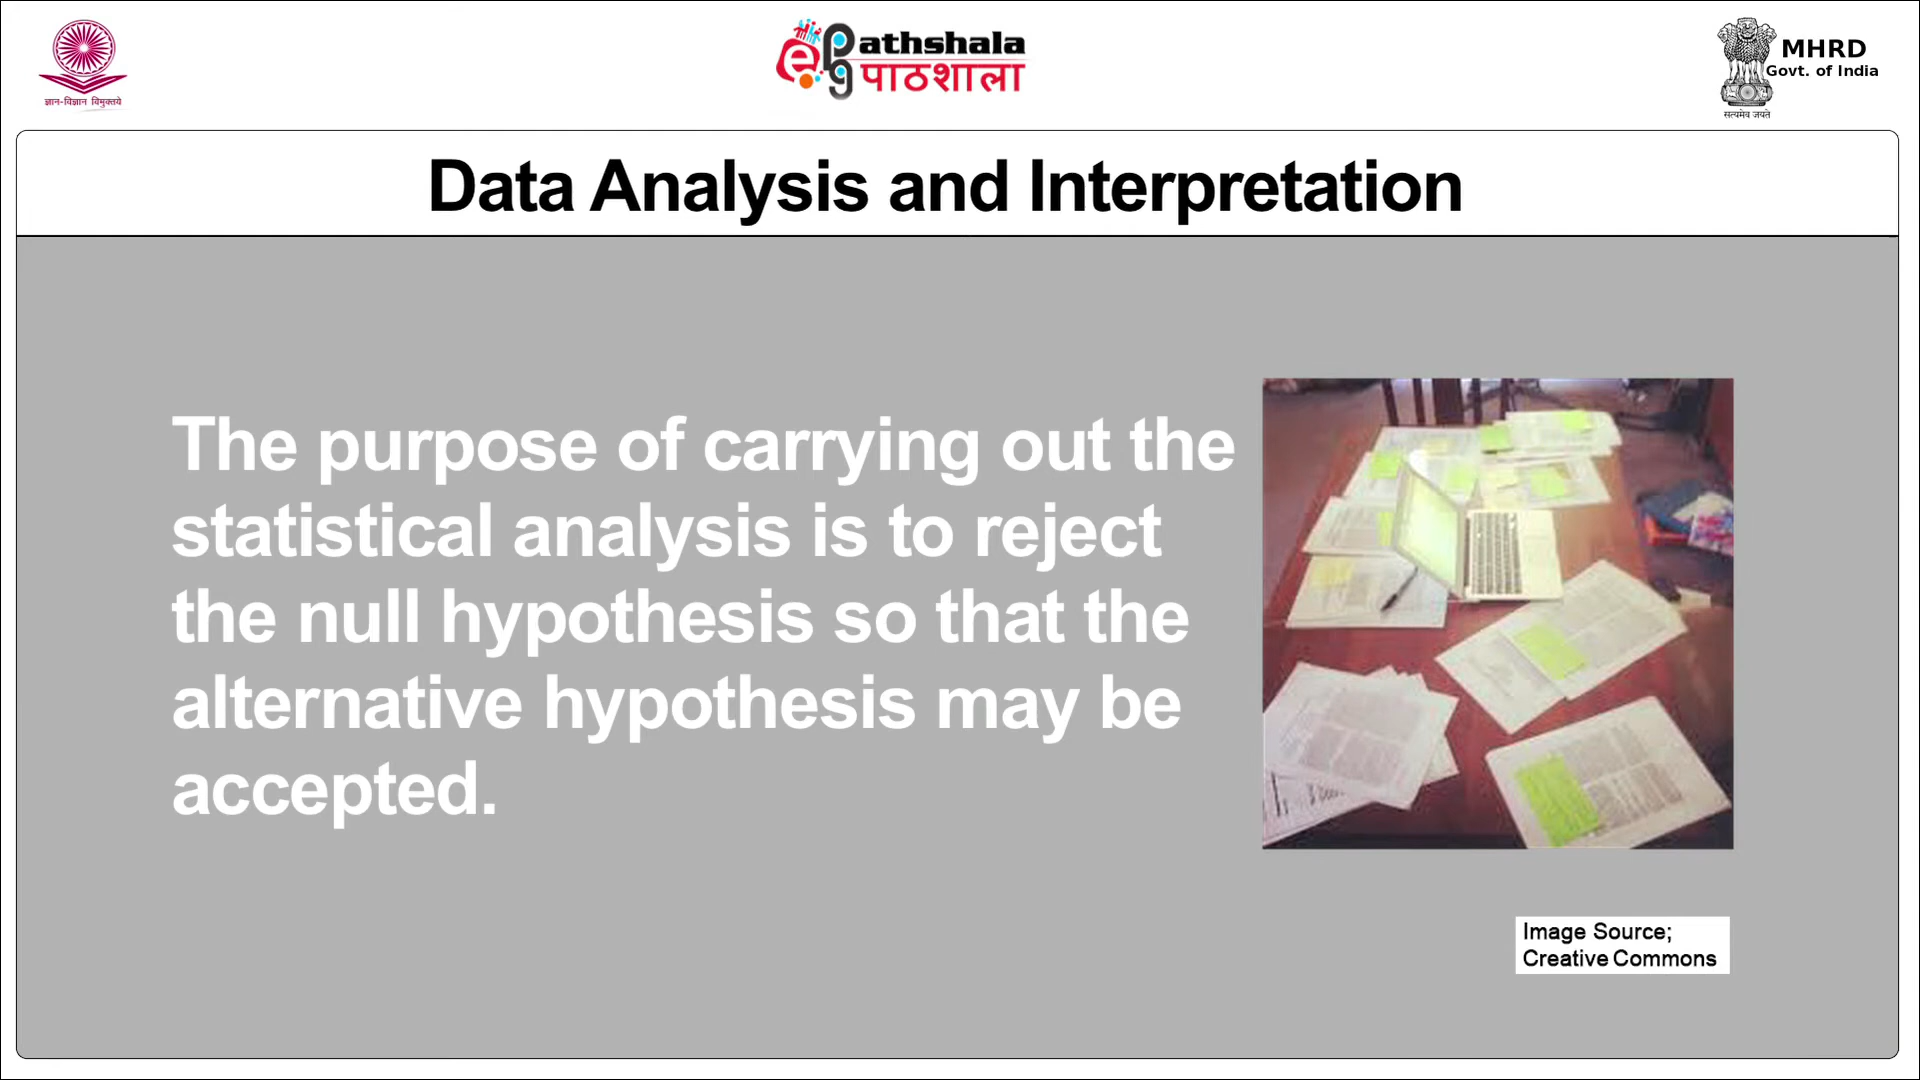 ज्ञान-विज्ञान विमुक्तये
ePgathshala
पाठशाला
MHRD
Govt. of India
सत्यमेव जयते
Data Analysis and Interpretation
The purpose of carrying out the
statistical analysis is to reject
the null hypothesis so that the
alternative hypothesis may be
accepted.
Image Source;
Creative Commons